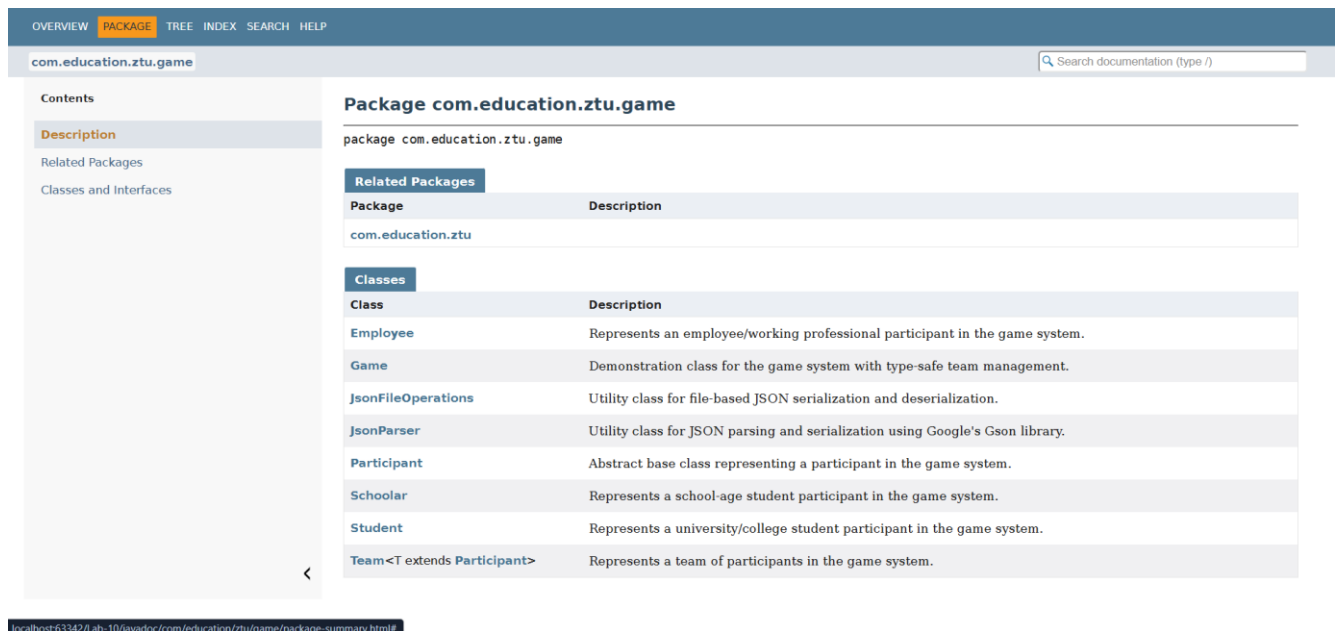 OVERVIEW PACKAGE TREE INDEX SEARCH HELP
com.education.ztu.game
Search documentation (type /)
Contents
Description
Related Packages
Classes and Interfaces
Package com.education.ztu.game
package com.education.ztu.game
Related Packages
Package Description
com.education.ztu
Classes
Class Description
Employee Represents an employee/working professional participant in the game system.
Game Demonstration class for the game system with type-safe team management.
JsonFileOperations Utility class for file-based JSON serialization and deserialization.
JsonParser Utility class for JSON parsing and serialization using Google's Gson library.
Participant Abstract base class representing a participant in the game system.
Schoolar Represents a school-age student participant in the game system.
Student Represents a university/college student participant in the game system.
Team<T extends Participant> Represents a team of participants in the game system.
localhost:63342/Lab-10/javadoc/com/education/ztu/game/package-summary.html#